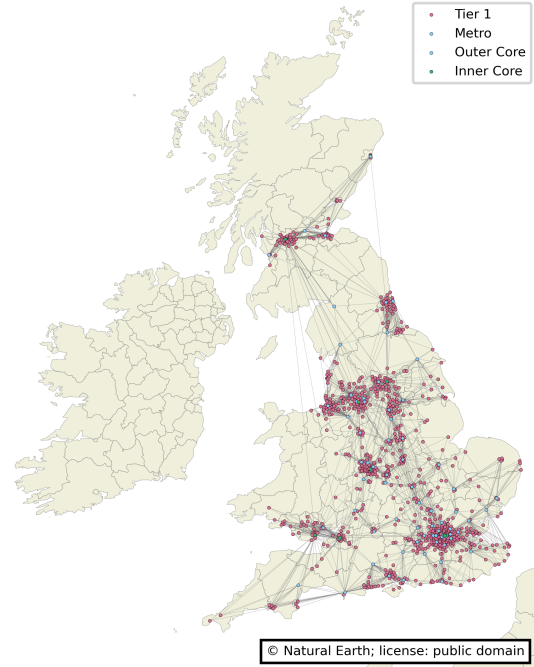 Tier 1
Metro
Outer Core
Inner Core
© Natural Earth; license: public domain